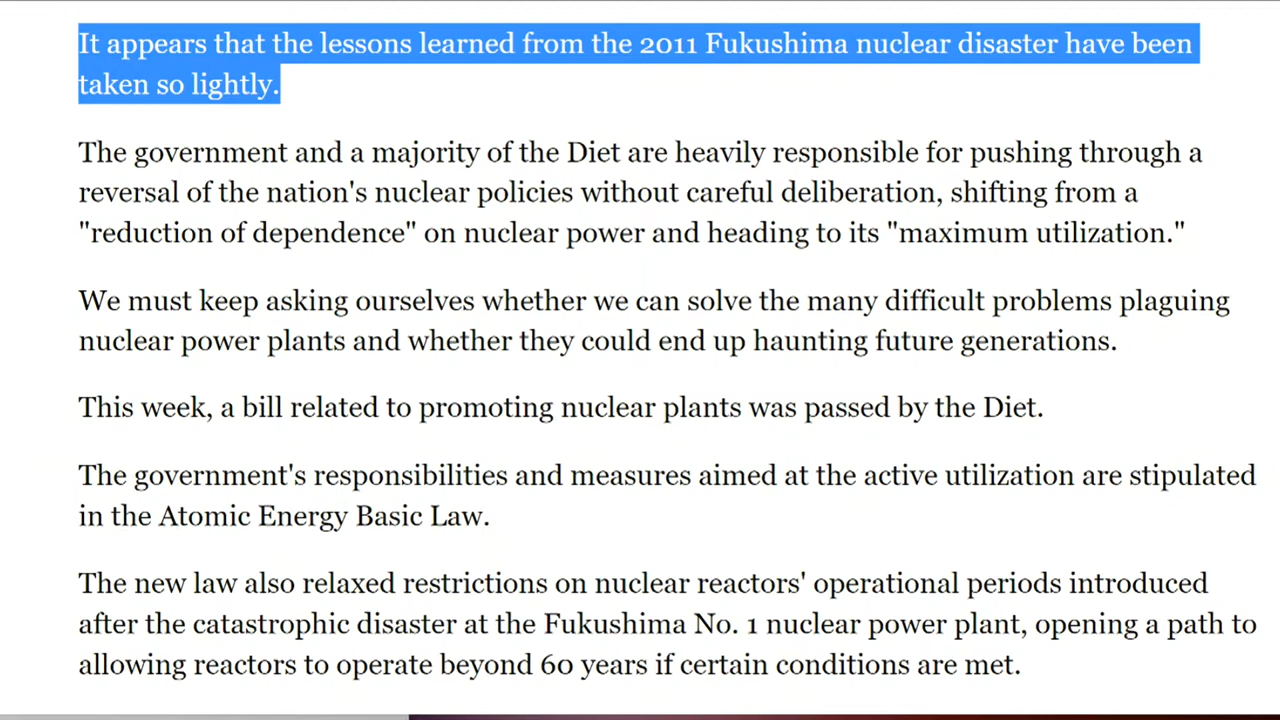 It appears that the lessons learned from the 2011 Fukushima nuclear disaster have been
taken so lightly.
The government and a majority of the Diet are heavily responsible for pushing through a
reversal of the nation's nuclear policies without careful deliberation, shifting from a
"reduction of dependence" on nuclear power and heading to its "maximum utilization."
We must keep asking ourselves whether we can solve the many difficult problems plaguing
nuclear power plants and whether they could end up haunting future generations.
This week, a bill related to promoting nuclear plants was passed by the Diet.
The government's responsibilities and measures aimed at the active utilization are stipulated
in the Atomic Energy Basic Law.
The new law also relaxed restrictions on nuclear reactors' operational periods introduced
after the catastrophic disaster at the Fukushima No. 1 nuclear power plant, opening a path to
allowing reactors to operate beyond 60 years if certain conditions are met.